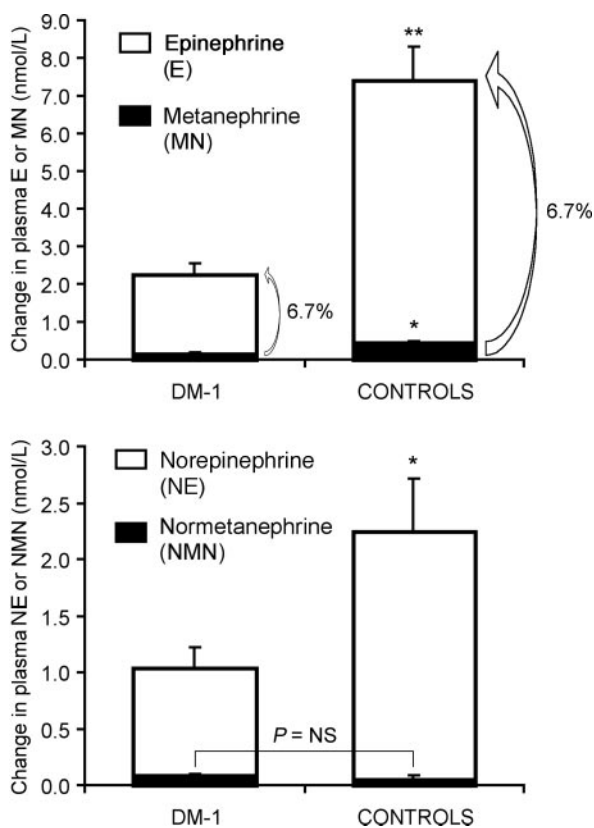 Change in plasma E or MN (nmol/L)
9.0
8.0
7.0
6.0
5.0
4.0
3.0
2.0
1.0
0.0
Epinephrine
(E)
Metanephrine
(MN)
**
*
6.7%
6.7%
DM-1
CONTROLS
Change in plasma NE or NMN (nmol/L)
3.0
2.5
2.0
1.5
1.0
0.5
0.0
Norepinephrine
(NE)
Normetanephrine
(NMN)
*
P = NS
DM-1
CONTROLS